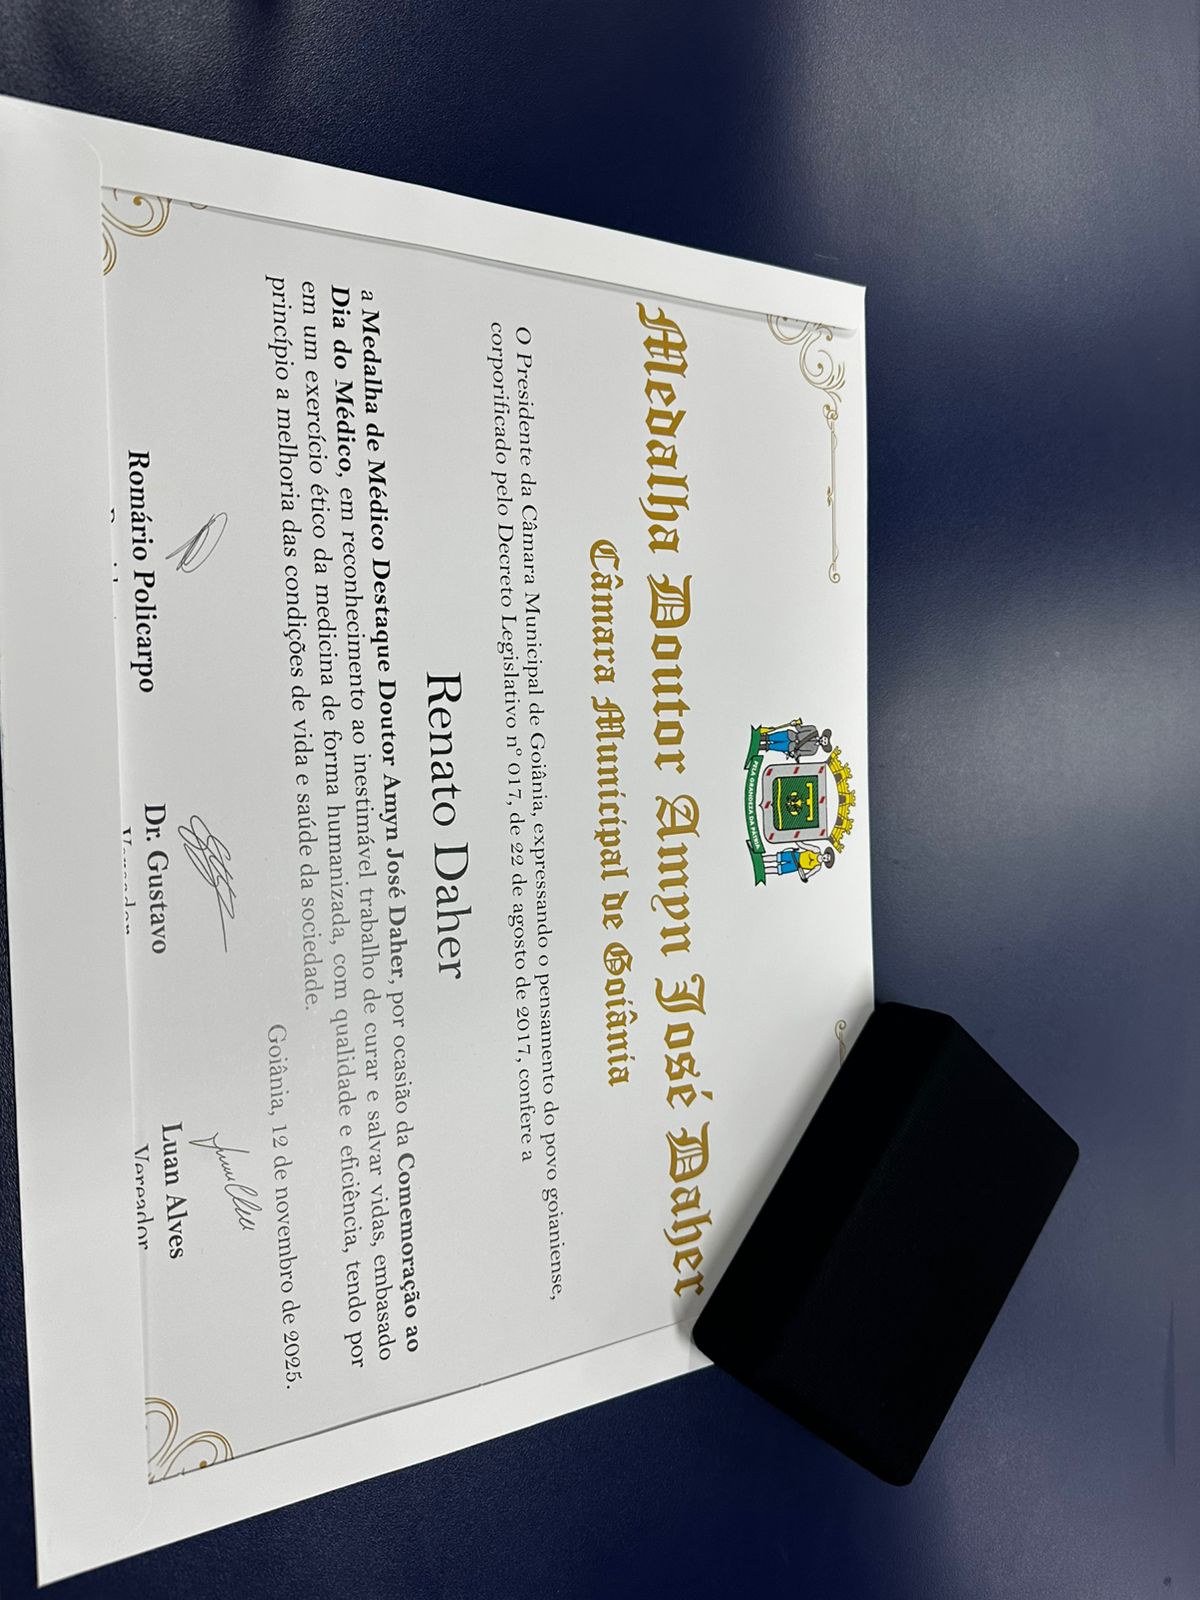 PELA GRANDEZA DA PÁTRIA
Medalha Doutor Amyn José Daher
Câmara Municipal de Goiânia
O Presidente da Câmara Municipal de Goiânia, expressando o pensamento do povo goianiense,
corporificado pelo Decreto Legislativo nº 017, de 22 de agosto de 2017, confere a
Renato Daher
a Medalha de Médico Destaque Doutor Amyn José Daher, por ocasião da Comemoração ao
Dia do Médico, em reconhecimento ao inestimável trabalho de curar e salvar vidas, embasado
em um exercício ético da medicina de forma humanizada, com qualidade e eficiência, tendo por
princípio a melhoria das condições de vida e saúde da sociedade.
Goiânia, 12 de novembro de 2025.
Romário Policarpo
Dr. Gustavo
Luan Alves
Vereador